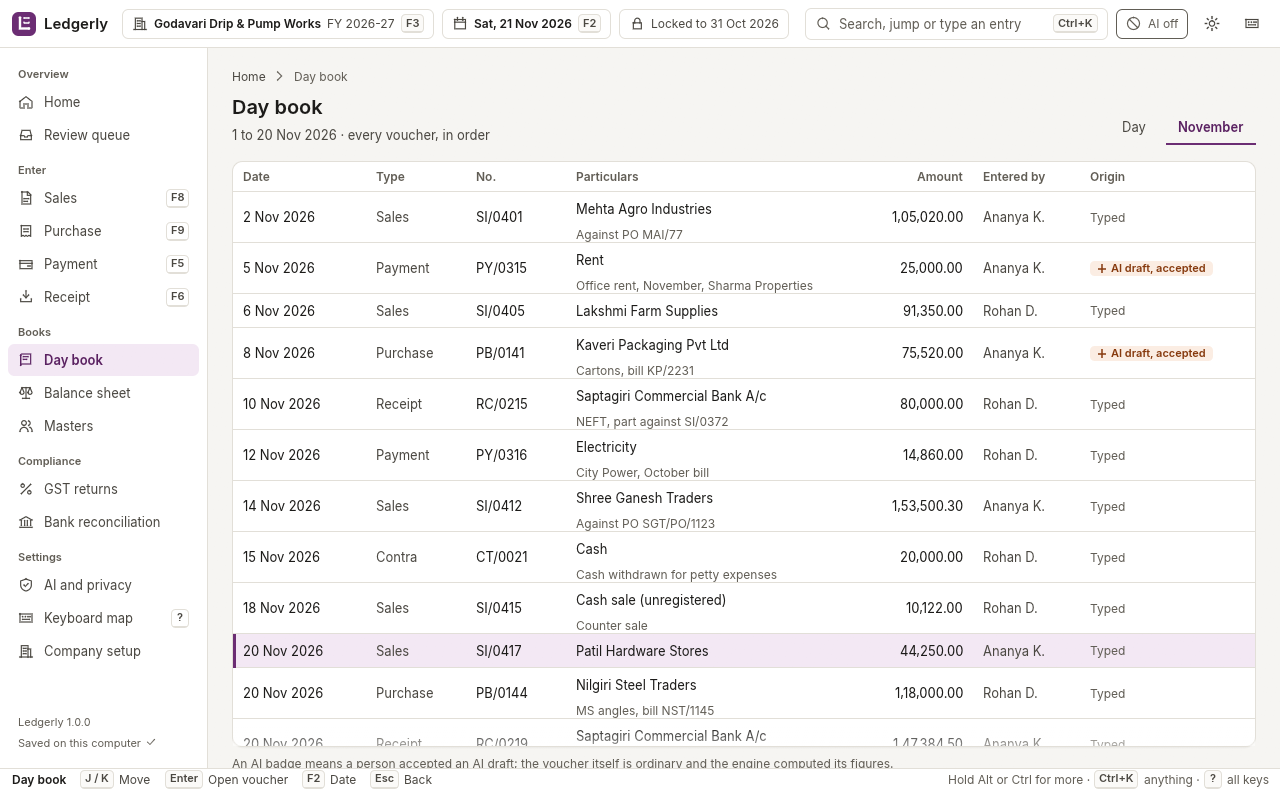 Ledgerly
Godavari Drip & Pump Works FY 2026-27 F3
Sat, 21 Nov 2026 F2
Locked to 31 Oct 2026
Search, jump or type an entry Ctrl+K
AI off
Overview
Home
Review queue
Enter
Sales F8
Purchase F9
Payment F5
Receipt F6
Books
Day book
Balance sheet
Masters
Compliance
GST returns
Bank reconciliation
Settings
AI and privacy
Keyboard map ?
Company setup
Ledgerly 1.0.0
Saved on this computer
Home Day book
Day book
1 to 20 Nov 2026 · every voucher, in order
Day November
Date Type No. Particulars Amount Entered by Origin
2 Nov 2026 Sales SI/0401 Mehta Agro Industries 1,05,020.00 Ananya K. Typed
Against PO MAI/77
5 Nov 2026 Payment PY/0315 Rent 25,000.00 Ananya K. AI draft, accepted
Office rent, November, Sharma Properties
6 Nov 2026 Sales SI/0405 Lakshmi Farm Supplies 91,350.00 Rohan D. Typed
8 Nov 2026 Purchase PB/0141 Kaveri Packaging Pvt Ltd 75,520.00 Ananya K. AI draft, accepted
Cartons, bill KP/2231
10 Nov 2026 Receipt RC/0215 Saptagiri Commercial Bank A/c 80,000.00 Rohan D. Typed
NEFT, part against SI/0372
12 Nov 2026 Payment PY/0316 Electricity 14,860.00 Rohan D. Typed
City Power, October bill
14 Nov 2026 Sales SI/0412 Shree Ganesh Traders 1,53,500.30 Ananya K. Typed
Against PO SGT/PO/1123
15 Nov 2026 Contra CT/0021 Cash 20,000.00 Rohan D. Typed
Cash withdrawn for petty expenses
18 Nov 2026 Sales SI/0415 Cash sale (unregistered) 10,122.00 Rohan D. Typed
Counter sale
20 Nov 2026 Sales SI/0417 Patil Hardware Stores 44,250.00 Ananya K. Typed
20 Nov 2026 Purchase PB/0144 Nilgiri Steel Traders 1,18,000.00 Rohan D. Typed
MS angles, bill NST/1145
20 Nov 2026 Receipt RC/0219 Saptagiri Commercial Bank A/c 1,47,384.50 Ananya K. Typed
An AI badge means a person accepted an AI draft; the voucher itself is ordinary and the engine computed its figures.
Day book J / K Move Enter Open voucher F2 Date Esc Back
Hold Alt or Ctrl for more · Ctrl+K anything · ? all keys